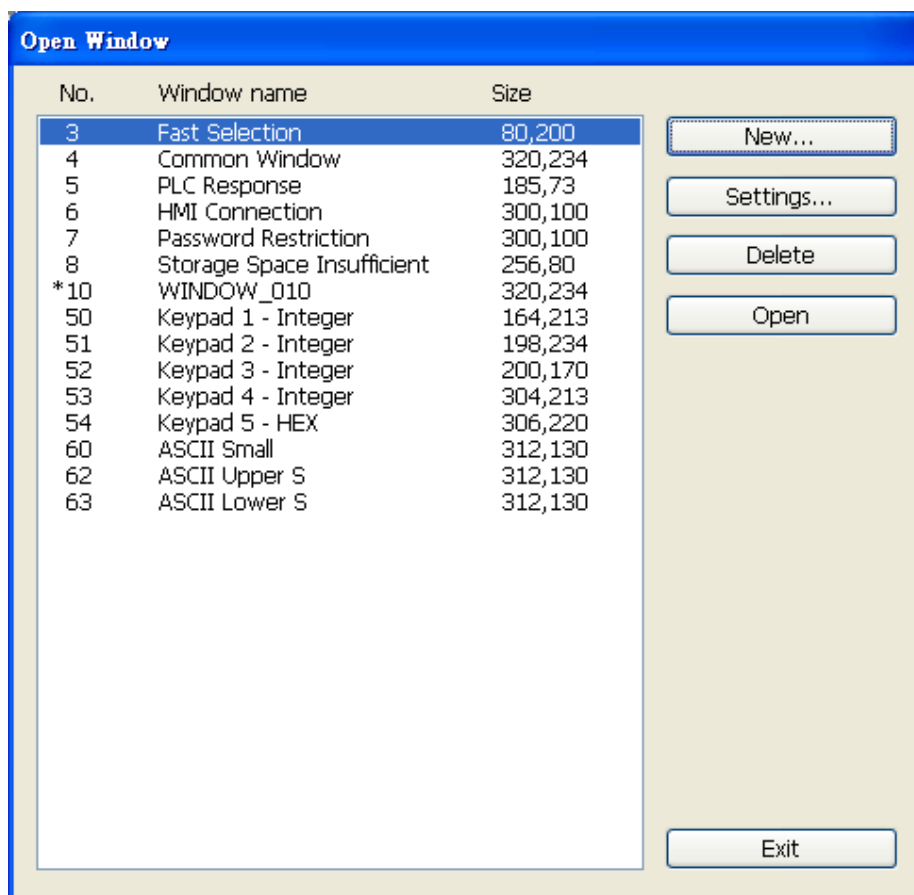 Open Window
No. Window name Size
3 Fast Selection 80,200
4 Common Window 320,234
5 PLC Response 185,73
6 HMI Connection 300,100
7 Password Restriction 300,100
8 Storage Space Insufficient 256,80
*10 WINDOW_010 320,234
50 Keypad 1 - Integer 164,213
51 Keypad 2 - Integer 198,234
52 Keypad 3 - Integer 200,170
53 Keypad 4 - Integer 304,213
54 Keypad 5 - HEX 306,220
60 ASCII Small 312,130
62 ASCII Upper S 312,130
63 ASCII Lower S 312,130
New...
Settings...
Delete
Open
Exit